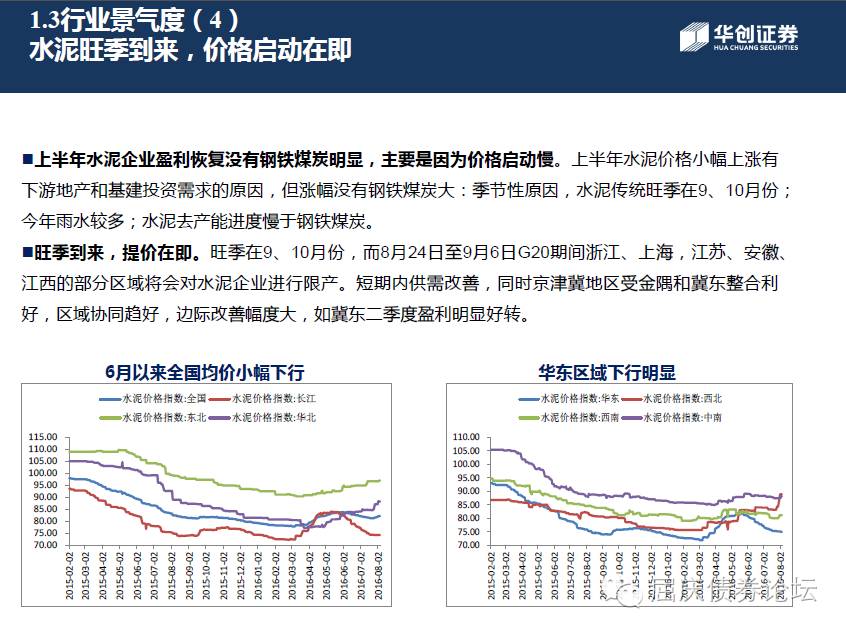 1.3行业景气度（4）
水泥旺季到来，价格启动在即
华创证券
HUA CHUANG SECURITIES
■上半年水泥企业盈利恢复没有钢铁煤炭明显，主要是因为价格启动慢。上半年水泥价格小幅上涨有
下游地产和基建投资需求的原因，但涨幅没有钢铁煤炭大：季节性原因，水泥传统旺季在9、10月份；
今年雨水较多；水泥去产能进度慢于钢铁煤炭。
■旺季到来，提价在即。旺季在9、10月份，而8月24日至9月6日G20期间浙江、上海，江苏、安徽、
江西的部分区域将会对水泥企业进行限产。短期内供需改善，同时京津冀地区受金隅和冀东整合利
好，区域协同趋好，边际改善幅度大，如冀东二季度盈利明显好转。
6月以来全国均价小幅下行
水泥价格指数:全国 水泥价格指数:长江
水泥价格指数:东北 水泥价格指数:华北
115.00
110.00
105.00
100.00
95.00
90.00
85.00
80.00
75.00
70.00
2015-02-02 2015-03-02 2015-04-02 2015-05-02 2015-06-02 2015-07-02 2015-08-02 2015-09-02 2015-10-02 2015-11-02 2015-12-02 2016-01-02 2016-02-02 2016-03-02 2016-04-02 2016-05-02 2016-06-02 2016-07-02 2016-08-02
华东区域下行明显
水泥价格指数:华东 水泥价格指数:西北
水泥价格指数:西南 水泥价格指数:中南
110.00
105.00
100.00
95.00
90.00
85.00
80.00
75.00
70.00
2015-02-02 2015-03-02 2015-04-02 2015-05-02 2015-06-02 2015-07-02 2015-08-02 2015-09-02 2015-10-02 2015-11-02 2015-12-02 2016-01-02 2016-02-02 2016-03-02 2016-04-02 2016-05-02 2016-06-02 2016-07-02 2016-08-02
屈庆债券论坛